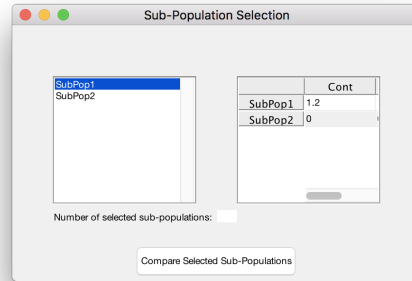 Sub-Population Selection
SubPop1
SubPop2
Cont
SubPop1 1.2
SubPop2 0
Number of selected sub-populations:
Compare Selected Sub-Populations